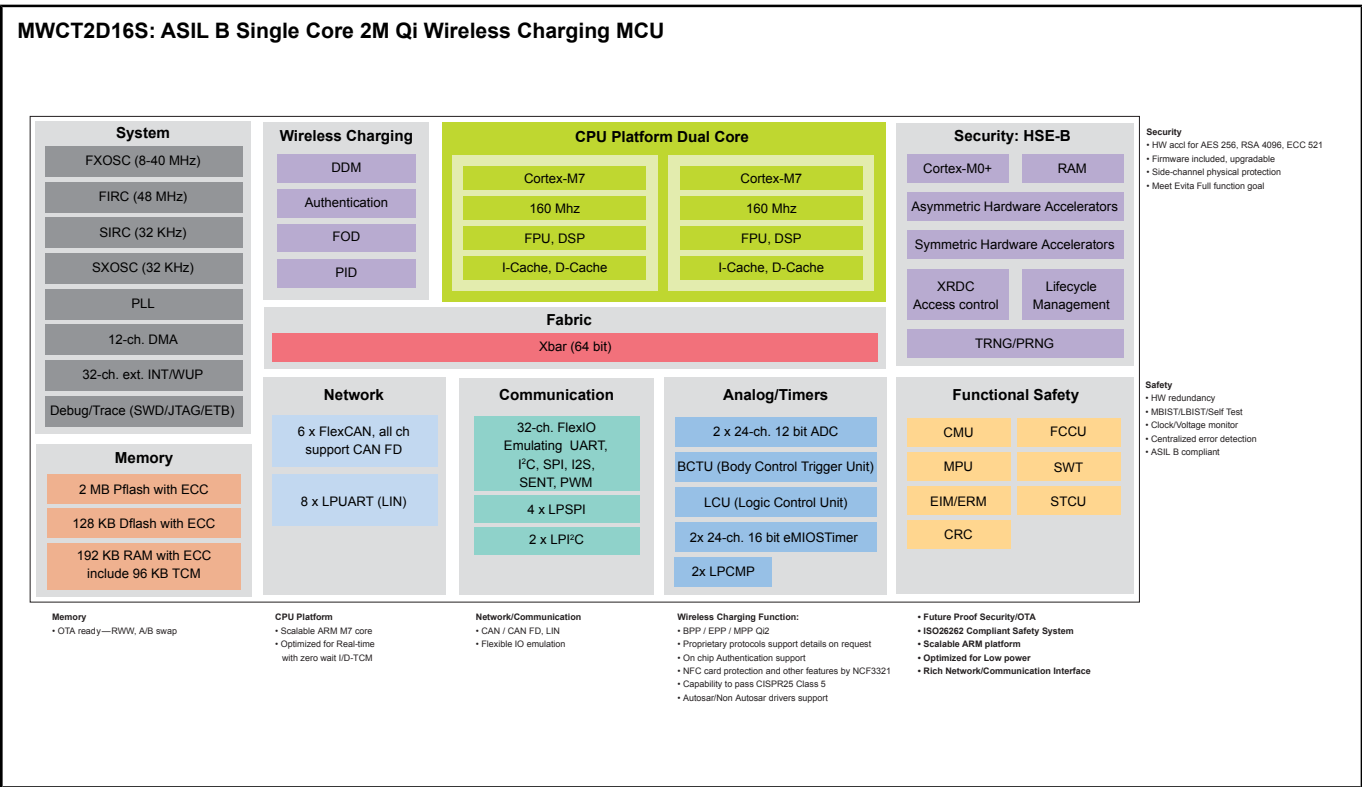 MWCT2D16S: ASIL B Single Core 2M Qi Wireless Charging MCU
System
FXOSC (8-40 MHz)
FIRC (48 MHz)
SIRC (32 KHz)
SXOSC (32 KHz)
PLL
12-ch. DMA
32-ch. ext. INT/WUP
Debug/Trace (SWD/JTAG/ETB)
Memory
2 MB Pflash with ECC
128 KB Dflash with ECC
192 KB RAM with ECC
include 96 KB TCM
Wireless Charging
DDM
Authentication
FOD
PID
CPU Platform Dual Core
Cortex-M7
160 Mhz
FPU, DSP
I-Cache, D-Cache
Cortex-M7
160 Mhz
FPU, DSP
I-Cache, D-Cache
Security: HSE-B
Cortex-M0+
RAM
Asymmetric Hardware Accelerators
Symmetric Hardware Accelerators
XRDC
Access control
Lifecycle
Management
TRNG/PRNG
Fabric
Xbar (64 bit)
Network
6 x FlexCAN, all ch
support CAN FD
8 x LPUART (LIN)
Communication
32-ch. FlexIO
Emulating UART,
I²C, SPI, I2S,
SENT, PWM
4 x LPSPI
2 x LPI²C
Analog/Timers
2 x 24-ch. 12 bit ADC
BCTU (Body Control Trigger Unit)
LCU (Logic Control Unit)
2x 24-ch. 16 bit eMIOSTimer
2x LPCMP
Functional Safety
CMU
FCCU
MPU
SWT
EIM/ERM
STCU
CRC
Security
• HW accl for AES 256, RSA 4096, ECC 521
• Firmware included, upgradable
• Side-channel physical protection
• Meet Evita Full function goal
Safety
• HW redundancy
• MBIST/LBIST/Self Test
• Clock/Voltage monitor
• Centralized error detection
• ASIL B compliant
Memory
• OTA ready—RWW, A/B swap
CPU Platform
• Scalable ARM M7 core
• Optimized for Real-time
with zero wait I/D-TCM
Network/Communication
• CAN / CAN FD, LIN
• Flexible IO emulation
Wireless Charging Function:
• BPP / EPP / MPP Qi2
• Proprietary protocols support details on request
• On chip Authentication support
• NFC card protection and other features by NCF3321
• Capability to pass CISPR25 Class 5
• Autosar/Non Autosar drivers support
• Future Proof Security/OTA
• ISO26262 Compliant Safety System
• Scalable ARM platform
• Optimized for Low power
• Rich Network/Communication Interface